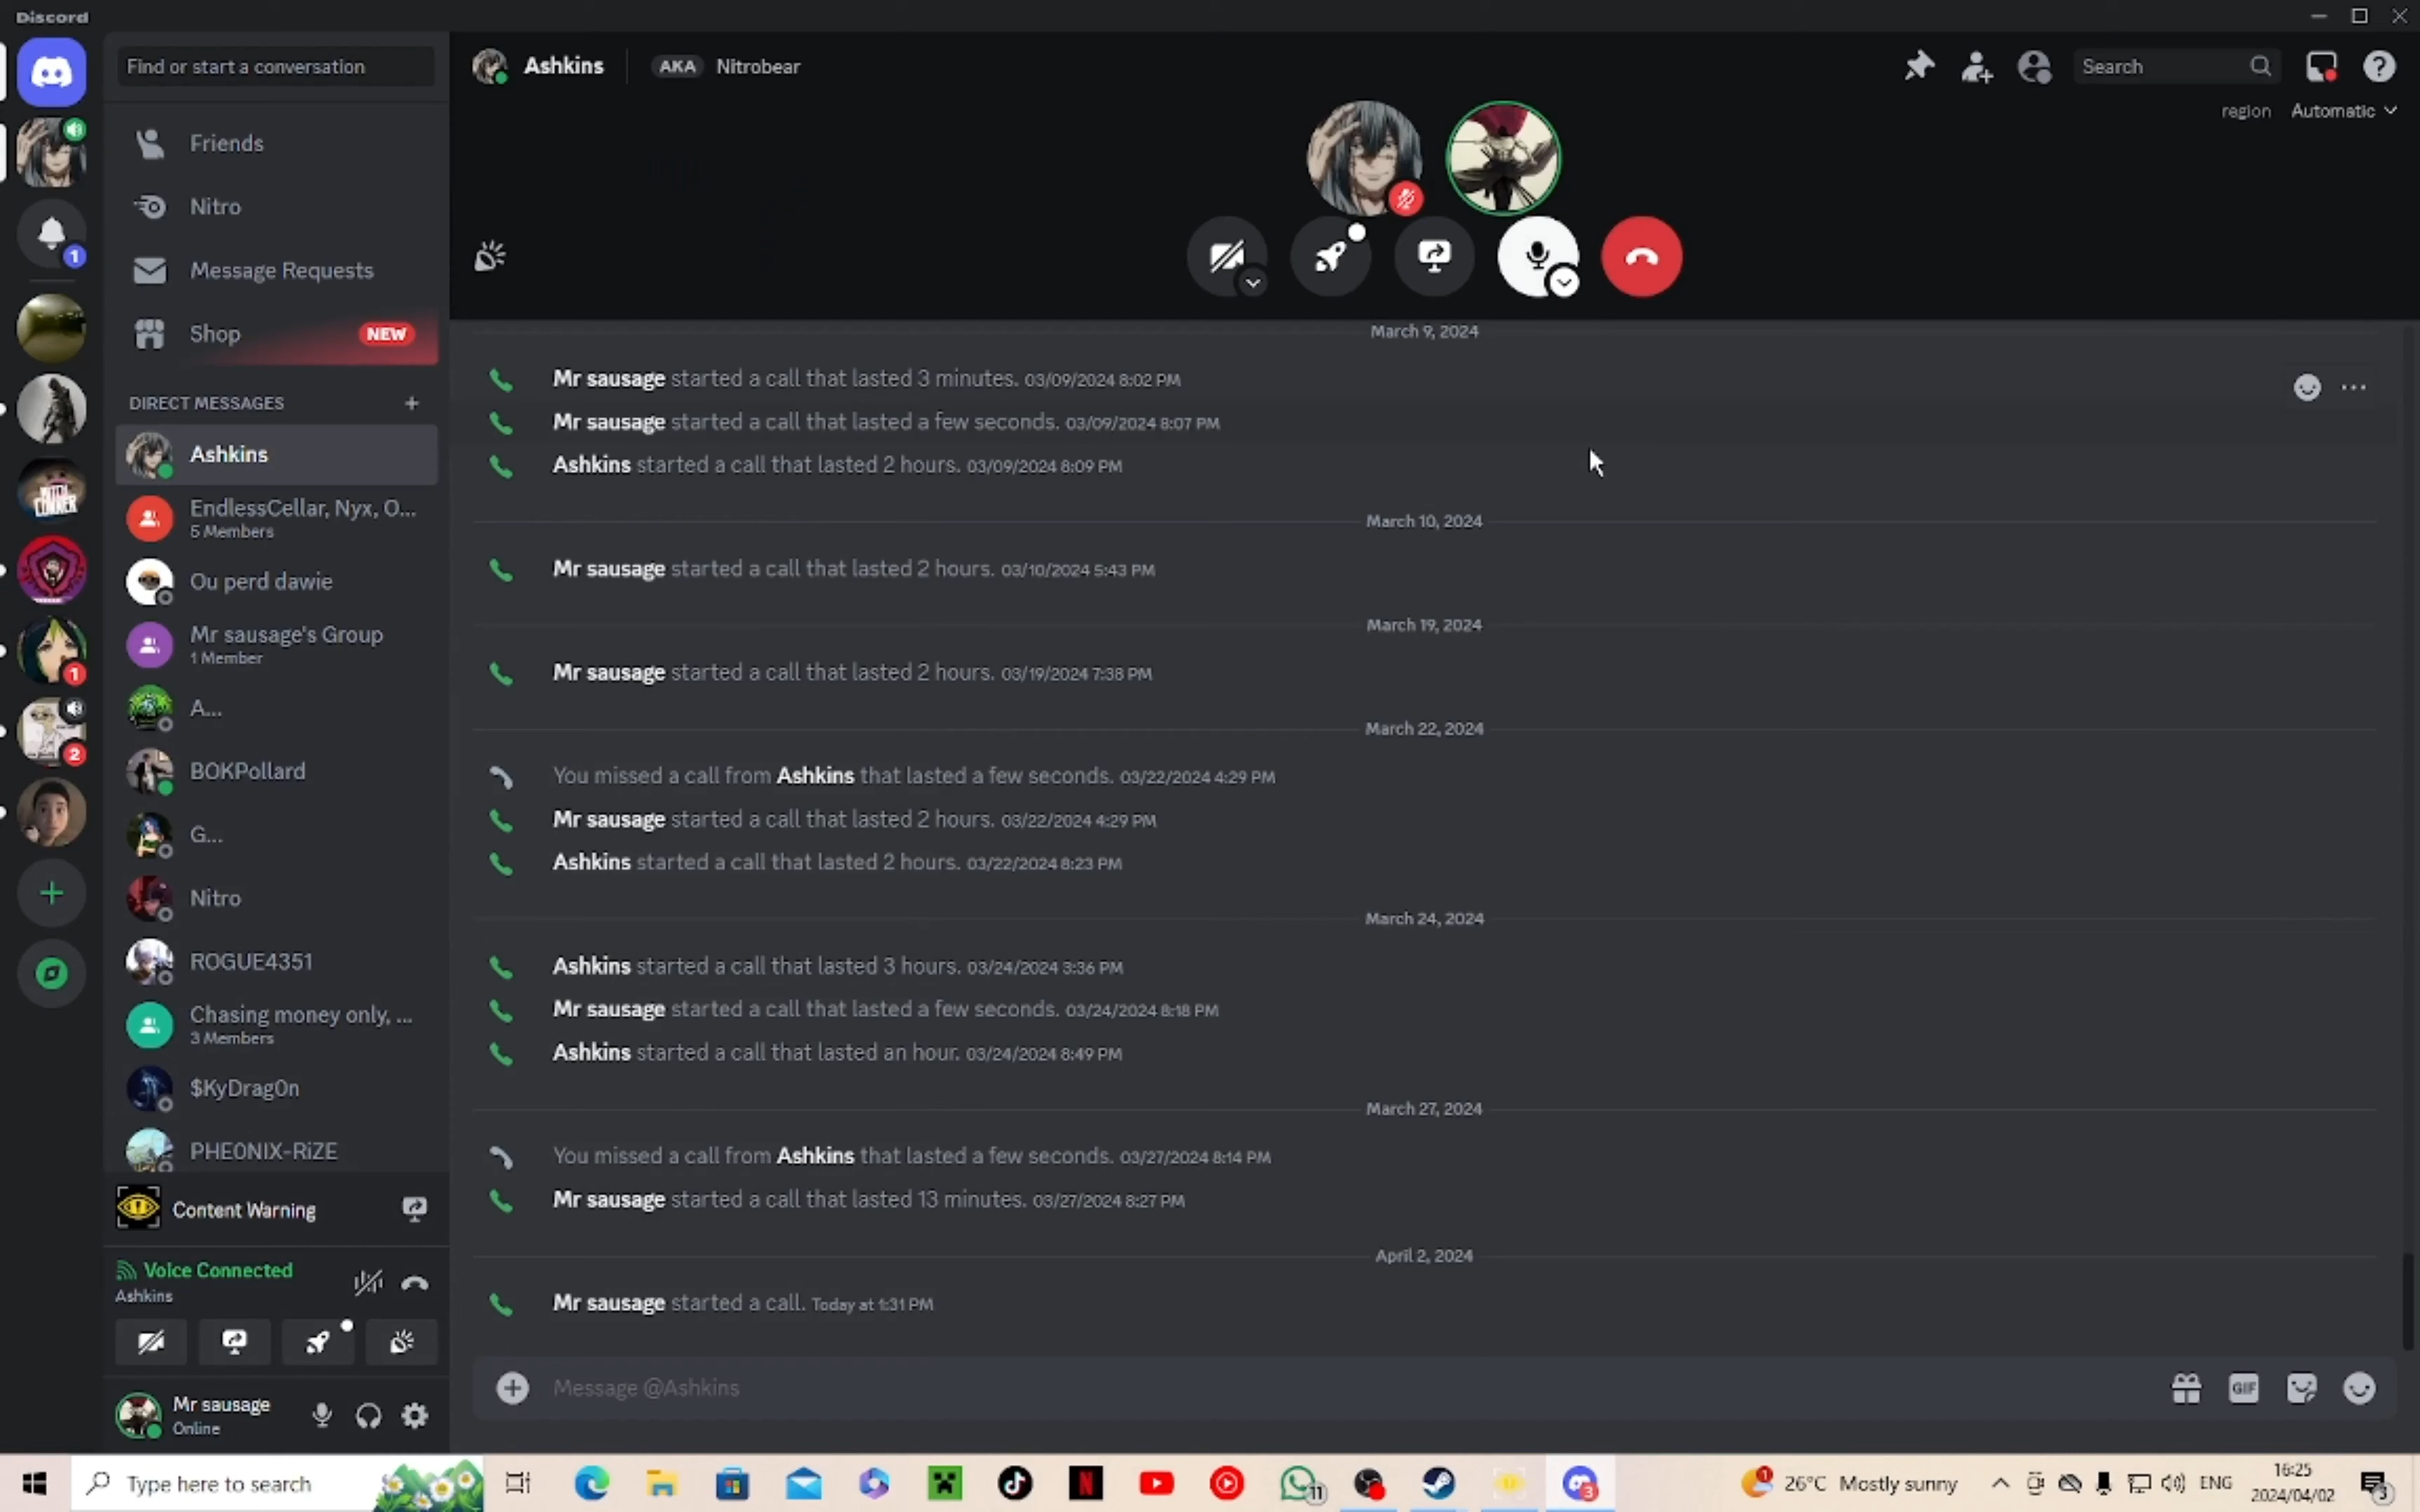 Discord
Find or start a conversation
Friends
Nitro
Message Requests
Shop
NEW
DIRECT MESSAGES
Ashkins
EndlessCellar, Nyx, O...
5 Members
Ou perd dawie
Mr sausage's Group
1 Member
A...
BOKPollard
G...
Nitro
ROGUE4351
Chasing money only, ...
3 Members
$KyDrag0n
PHE0NIX-RiZE
Content Warning
Voice Connected
Ashkins
Mr sausage
Online
1
1
2
Ashkins
AKA Nitrobear
Search
region Automatic
March 9, 2024
Mr sausage started a call that lasted 3 minutes. 03/09/2024 8:02 PM
Mr sausage started a call that lasted a few seconds. 03/09/2024 8:07 PM
Ashkins started a call that lasted 2 hours. 03/09/2024 8:09 PM
March 10, 2024
Mr sausage started a call that lasted 2 hours. 03/10/2024 5:43 PM
March 19, 2024
Mr sausage started a call that lasted 2 hours. 03/19/2024 7:38 PM
March 22, 2024
You missed a call from Ashkins that lasted a few seconds. 03/22/2024 4:29 PM
Mr sausage started a call that lasted 2 hours. 03/22/2024 4:29 PM
Ashkins started a call that lasted 2 hours. 03/22/2024 8:23 PM
March 24, 2024
Ashkins started a call that lasted 3 hours. 03/24/2024 3:36 PM
Mr sausage started a call that lasted a few seconds. 03/24/2024 8:18 PM
Ashkins started a call that lasted an hour. 03/24/2024 8:49 PM
March 27, 2024
You missed a call from Ashkins that lasted a few seconds. 03/27/2024 8:14 PM
Mr sausage started a call that lasted 13 minutes. 03/27/2024 8:27 PM
April 2, 2024
Mr sausage started a call. Today at 1:31 PM
Message @Ashkins
GIF
Type here to search
11
3
1
26°C Mostly sunny
ENG
16:25
2024/04/02
3